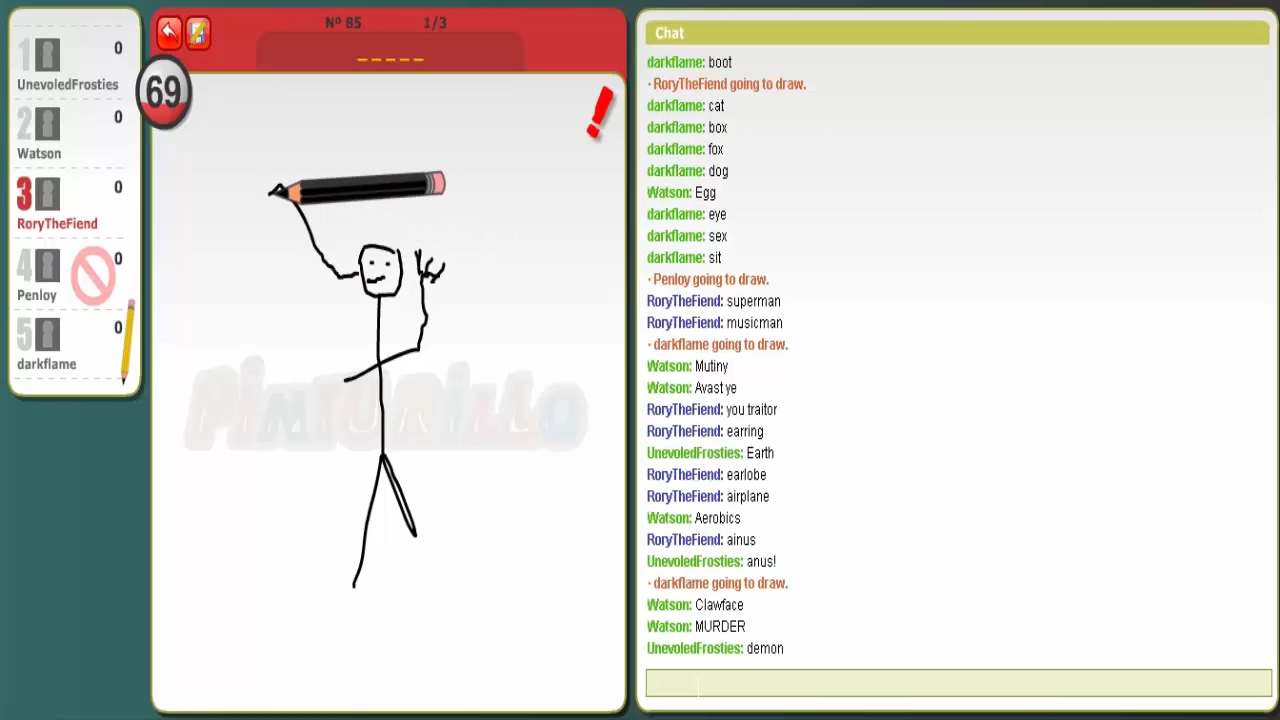 1
0
UnevoledFrosties
2
0
Watson
3
0
RoryTheFiend
4
0
Penloy
5
0
darkflame
Nº 85
1/3
_ _ _ _ _
69
!
PINTURILLO
Chat
darkflame: boot
· RoryTheFiend going to draw.
darkflame: cat
darkflame: box
darkflame: fox
darkflame: dog
Watson: Egg
darkflame: eye
darkflame: sex
darkflame: sit
· Penloy going to draw.
RoryTheFiend: superman
RoryTheFiend: musicman
· darkflame going to draw.
Watson: Mutiny
Watson: Avast ye
RoryTheFiend: you traitor
RoryTheFiend: earring
UnevoledFrosties: Earth
RoryTheFiend: earlobe
RoryTheFiend: airplane
Watson: Aerobics
RoryTheFiend: ainus
UnevoledFrosties: anus!
· darkflame going to draw.
Watson: Clawface
Watson: MURDER
UnevoledFrosties: demon